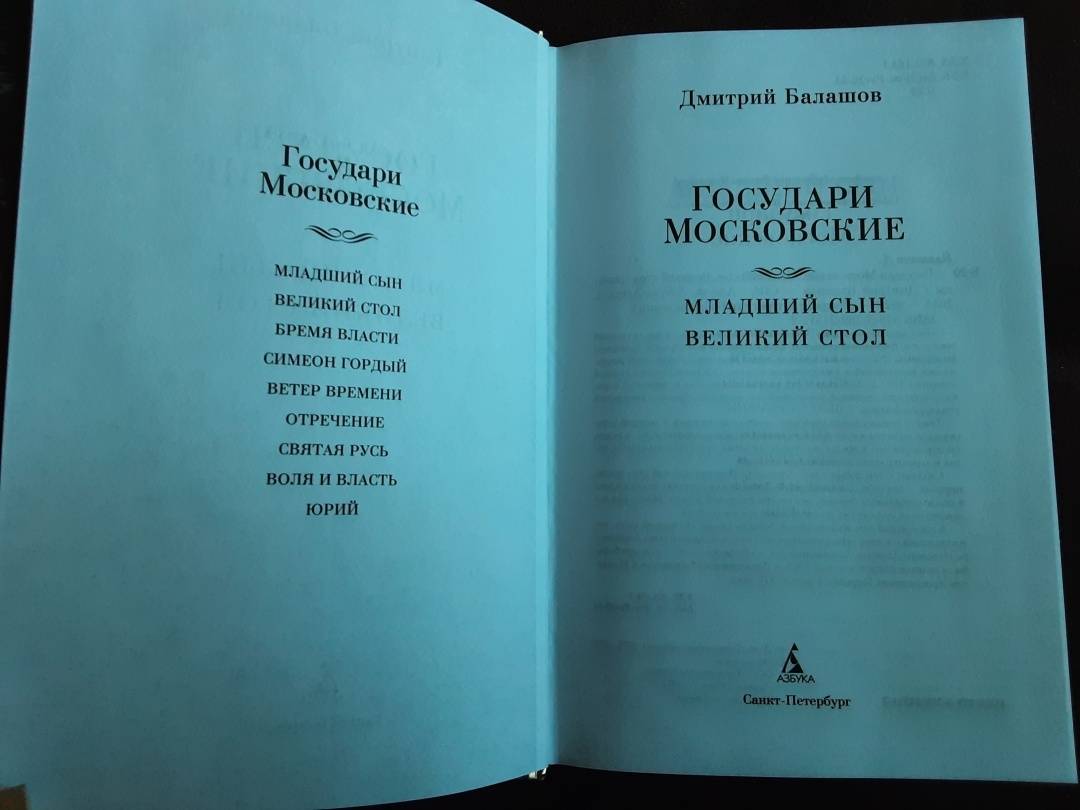 Государи
Московские
МЛАДШИЙ СЫН
ВЕЛИКИЙ СТОЛ
БРЕМЯ ВЛАСТИ
СИМЕОН ГОРДЫЙ
ВЕТЕР ВРЕМЕНИ
ОТРЕЧЕНИЕ
СВЯТАЯ РУСЬ
ВОЛЯ И ВЛАСТЬ
ЮРИЙ
Дмитрий Балашов
ГОСУДАРИ
МОСКОВСКИЕ
МЛАДШИЙ СЫН
ВЕЛИКИЙ СТОЛ
АЗБУКА
Санкт-Петербург